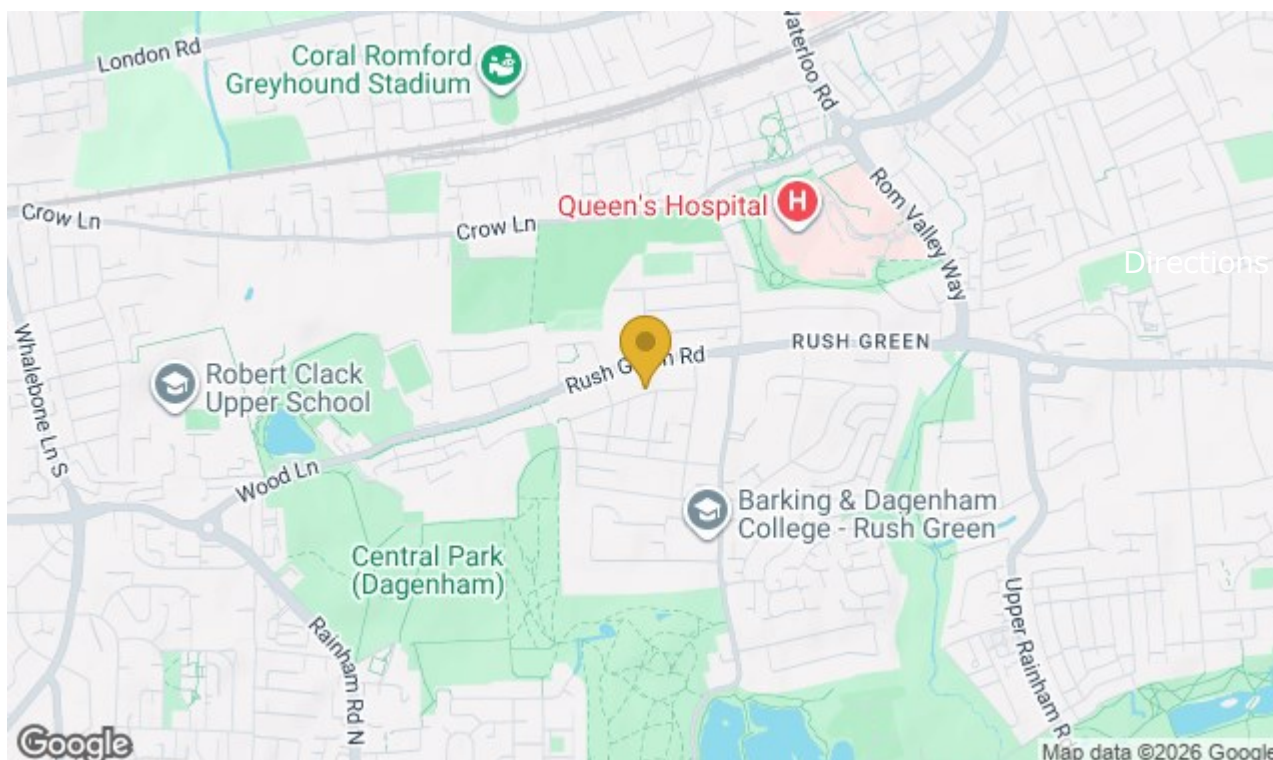 London Rd
Coral Romford
Greyhound Stadium
Waterloo Rd
Crow Ln
Crow Ln
Queen's Hospital
H
Rom Valley Way
Directions
Whalebone Ln S
Robert Clack
Upper School
Rush Green Rd
RUSH GREEN
Wood Ln
Barking & Dagenham
College - Rush Green
Central Park
(Dagenham)
Rainham Rd N
Upper Rainham R
Google
Map data ©2026 Google